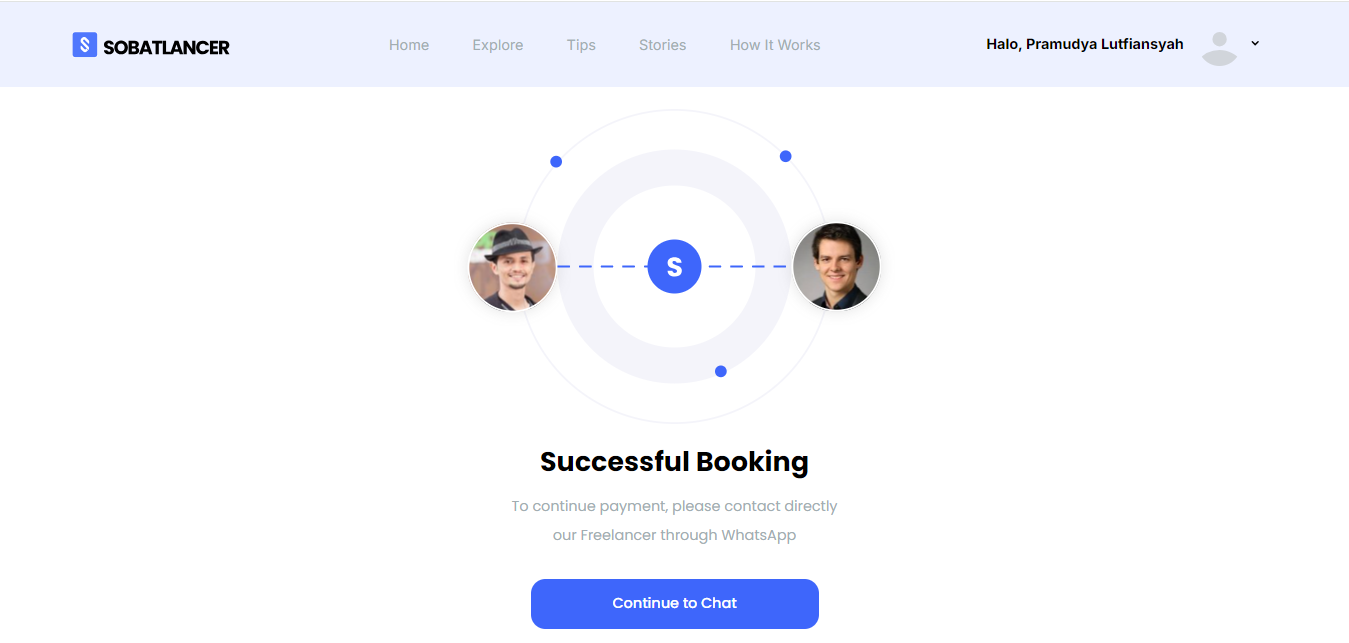 SOBATLANCER
Home
Explore
Tips
Stories
How It Works
Halo, Pramudya Lutfiansyah
S
Successful Booking
To continue payment, please contact directly
our Freelancer through WhatsApp
Continue to Chat